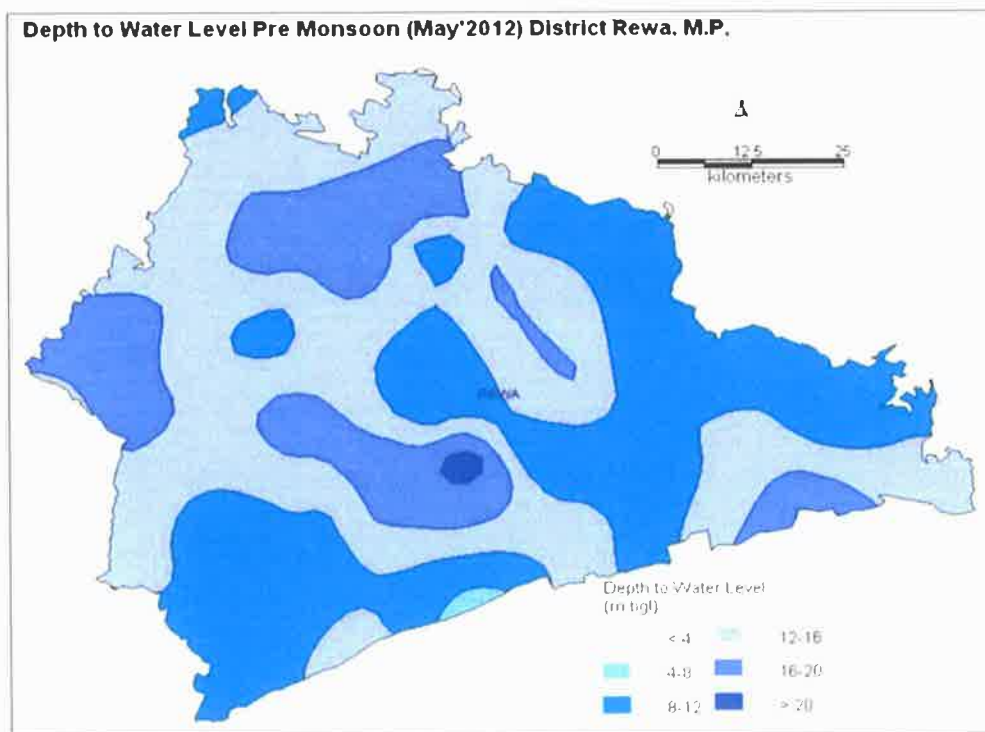 Depth to Water Level Pre Monsoon (May'2012) District Rewa. M.P.
0 12.5 25
kilometers
REWA
Depth to Water Level
(m bgl)
< 4 12-16
4-8 16-20
8-12 > 20